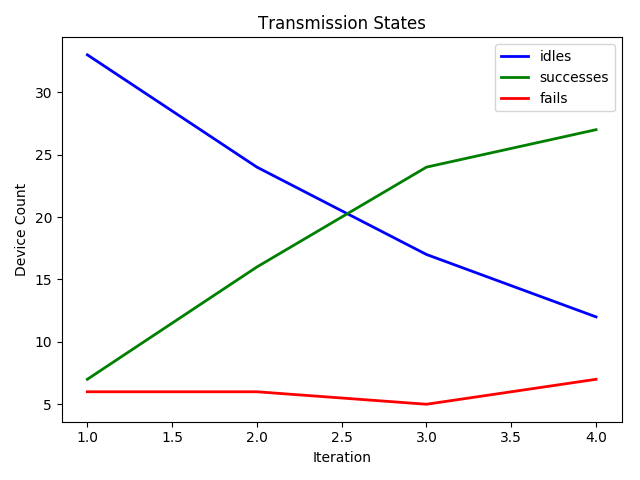 Transmission States
idles
successes
fails
Device Count
30
25
20
15
10
5
1.0 1.5 2.0 2.5 3.0 3.5 4.0
Iteration